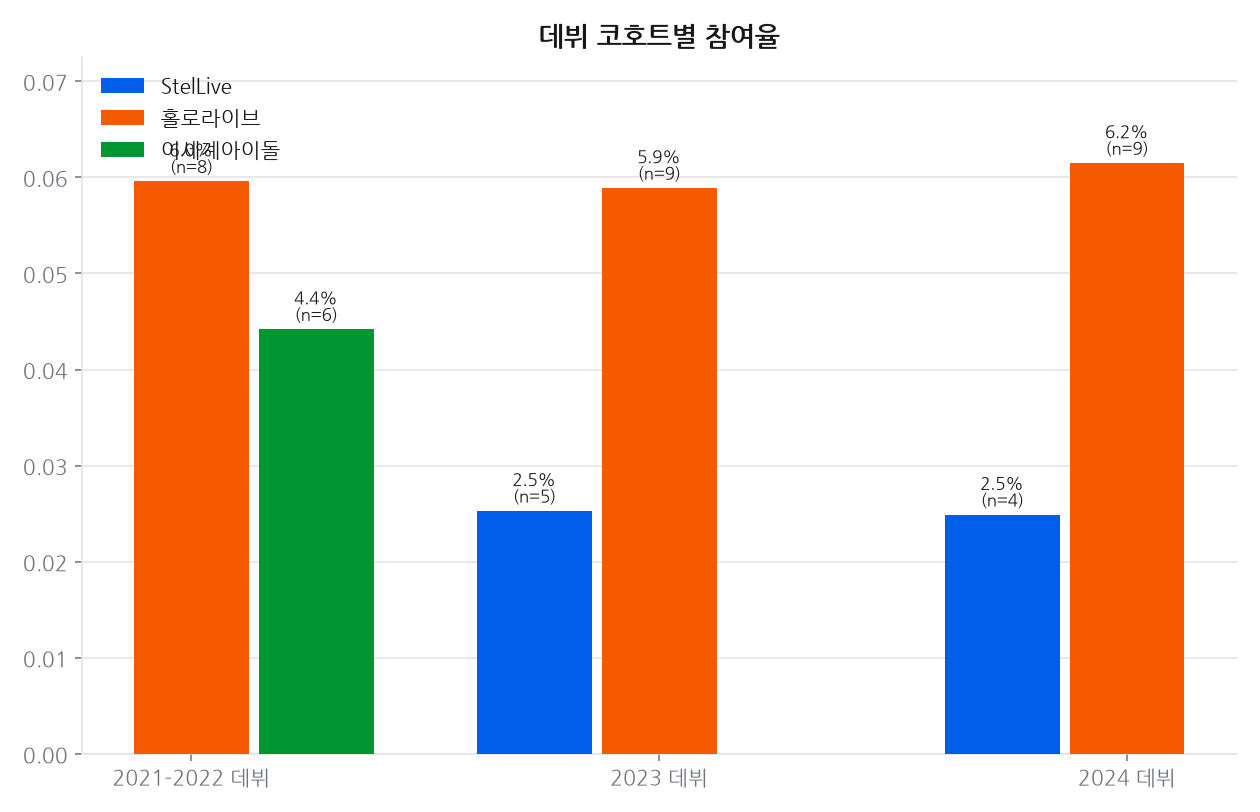 데뷔 코호트별 참여율
StelLive
홀로라이브
이세계아이돌
6.0%
(n=8)
4.4%
(n=6)
2.5%
(n=5)
5.9%
(n=9)
2.5%
(n=4)
6.2%
(n=9)
0.07
0.06
0.05
0.04
0.03
0.02
0.01
0.00
2021-2022 데뷔
2023 데뷔
2024 데뷔